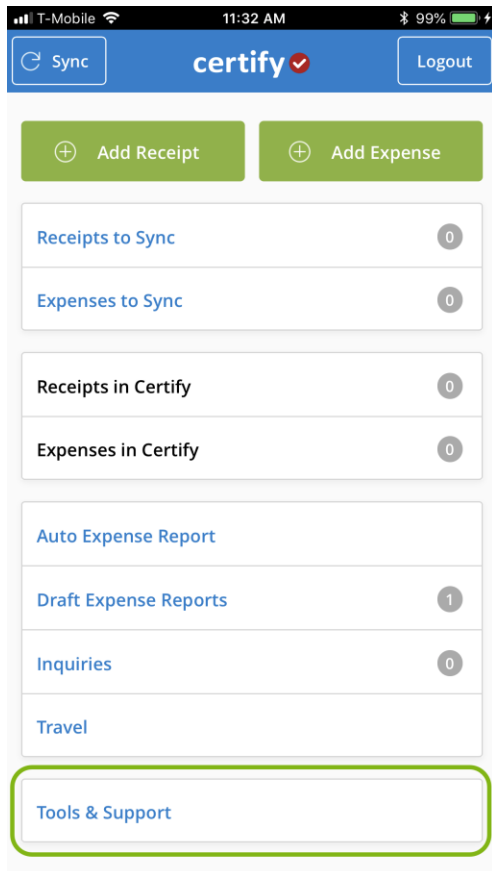 T-Mobile 11:32 AM 99%
Sync certify Logout
Add Receipt Add Expense
Receipts to Sync 0
Expenses to Sync 0
Receipts in Certify 0
Expenses in Certify 0
Auto Expense Report
Draft Expense Reports 1
Inquiries 0
Travel
Tools & Support